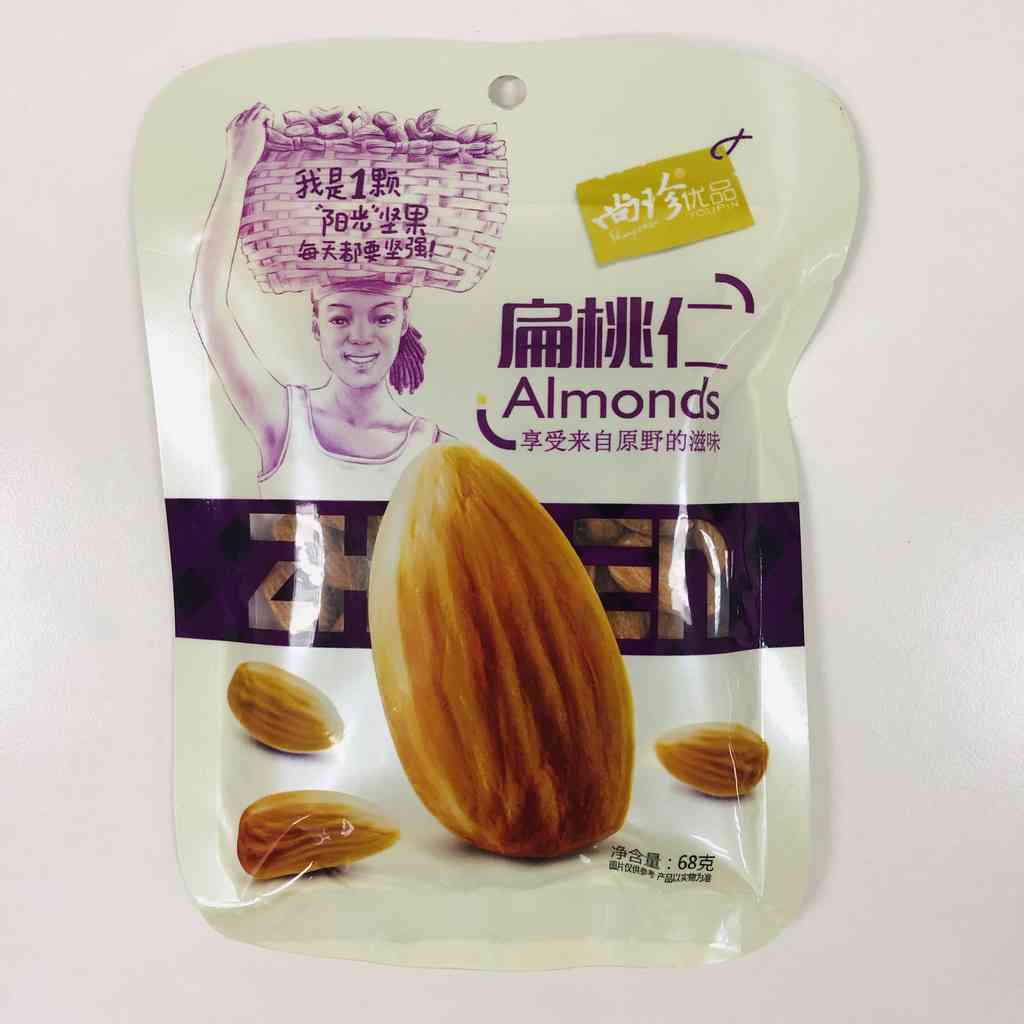 我是1颗
“阳光”坚果
每天都要坚强!
尚珍®优品
YOUPIN
扁桃仁
Almonds
享受来自原野的滋味
净含量：68克
图片仅供参考 产品以实物为准